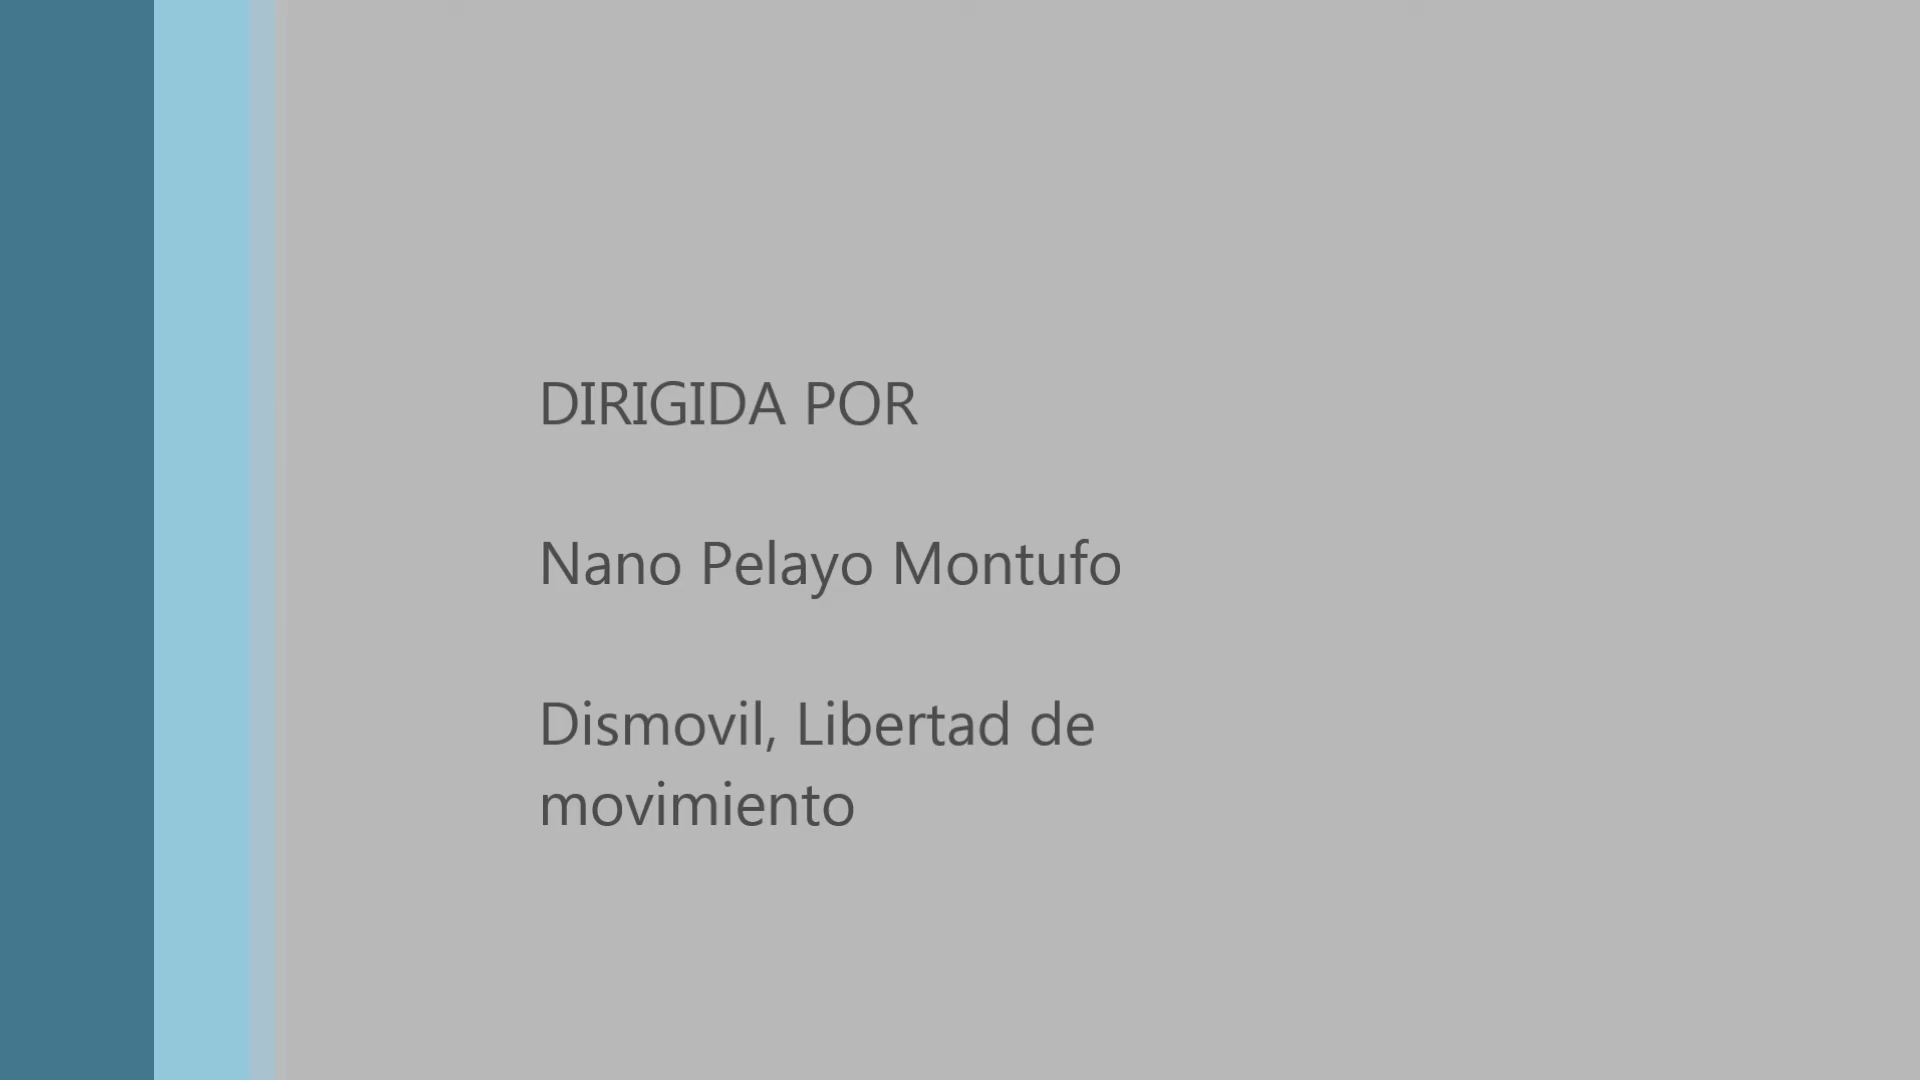 DIRIGIDA POR
Nano Pelayo Montufo
Dismovil, Libertad de
movimiento